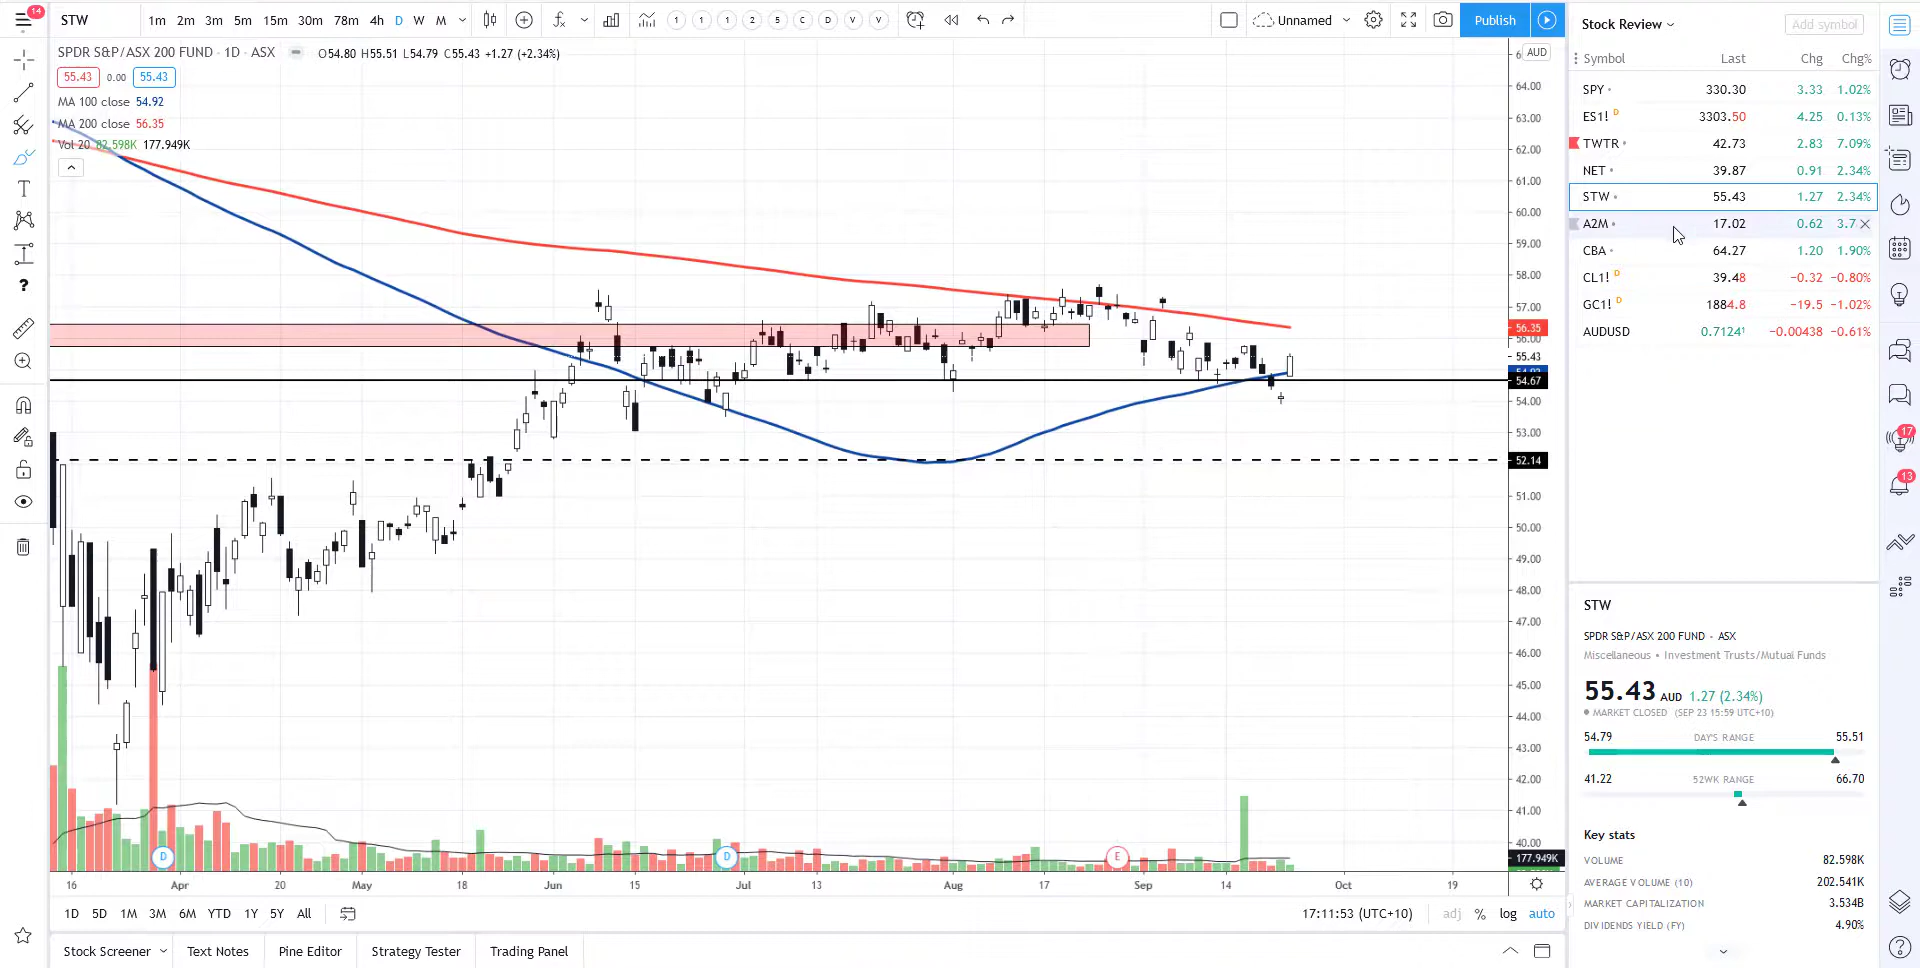 14
STW
1m 2m 3m 5m 15m 30m 78m 4h D W M
1 1 1 2 5 C D V V
Unnamed
Publish
SPDR S&P/ASX 200 FUND · 1D · ASX
O54.80 H55.51 L54.79 C55.43 +1.27 (+2.34%)
55.43 0.00 55.43
MA 100 close 54.92
MA 200 close 56.35
Vol 20 82.598K 177.949K
T
?
AUD
64.00
63.00
62.00
61.00
60.00
59.00
58.00
57.00
56.35
56.00
55.43
54.67
54.00
53.00
52.14
51.00
50.00
49.00
48.00
47.00
46.00
45.00
44.00
43.00
42.00
41.00
40.00
177.949K
D D E
16 Apr 20 May 18 Jun 15 Jul 13 Aug 17 Sep 14 Oct 19
1D 5D 1M 3M 6M YTD 1Y 5Y All
17:11:53 (UTC+10) adj % log auto
Stock Screener Text Notes Pine Editor Strategy Tester Trading Panel
Stock Review
Add symbol
Symbol Last Chg Chg%
SPY 330.30 3.33 1.02%
ES1! D 3303.50 4.25 0.13%
TWTR 42.73 2.83 7.09%
NET 39.87 0.91 2.34%
STW 55.43 1.27 2.34%
A2M 17.02 0.62 3.7
CBA 64.27 1.20 1.90%
CL1! D 39.48 −0.32 −0.80%
GC1! D 1884.8 −19.5 −1.02%
AUDUSD 0.7124¹ −0.00438 −0.61%
STW
SPDR S&P/ASX 200 FUND • ASX
Miscellaneous • Investment Trusts/Mutual Funds
55.43 AUD 1.27 (2.34%)
MARKET CLOSED (SEP 23 15:59 UTC+10)
54.79 DAY'S RANGE 55.51
41.22 52WK RANGE 66.70
Key stats
VOLUME 82.598K
AVERAGE VOLUME (10) 202.541K
MARKET CAPITALIZATION 3.534B
DIVIDENDS YIELD (FY) 4.90%
17
13
?